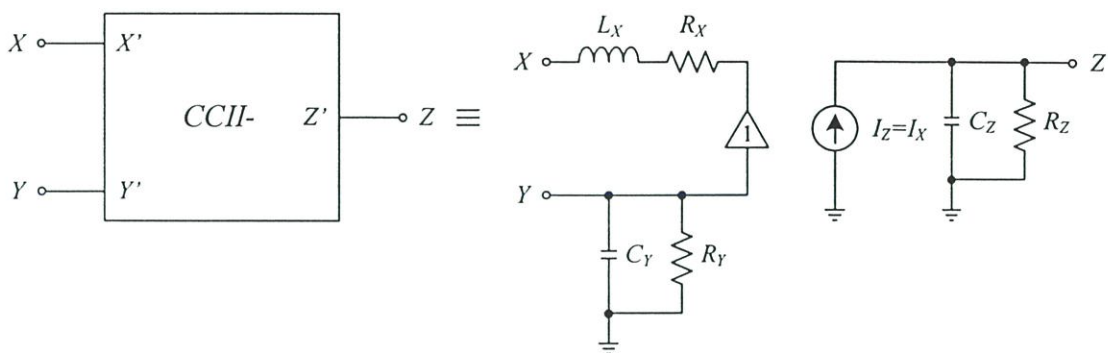 X
X'
CCII-
Z'
Z
≡
Y
Y'
X
L_X
R_X
1
Y
C_Y
R_Y
I_Z=I_X
C_Z
R_Z
Z